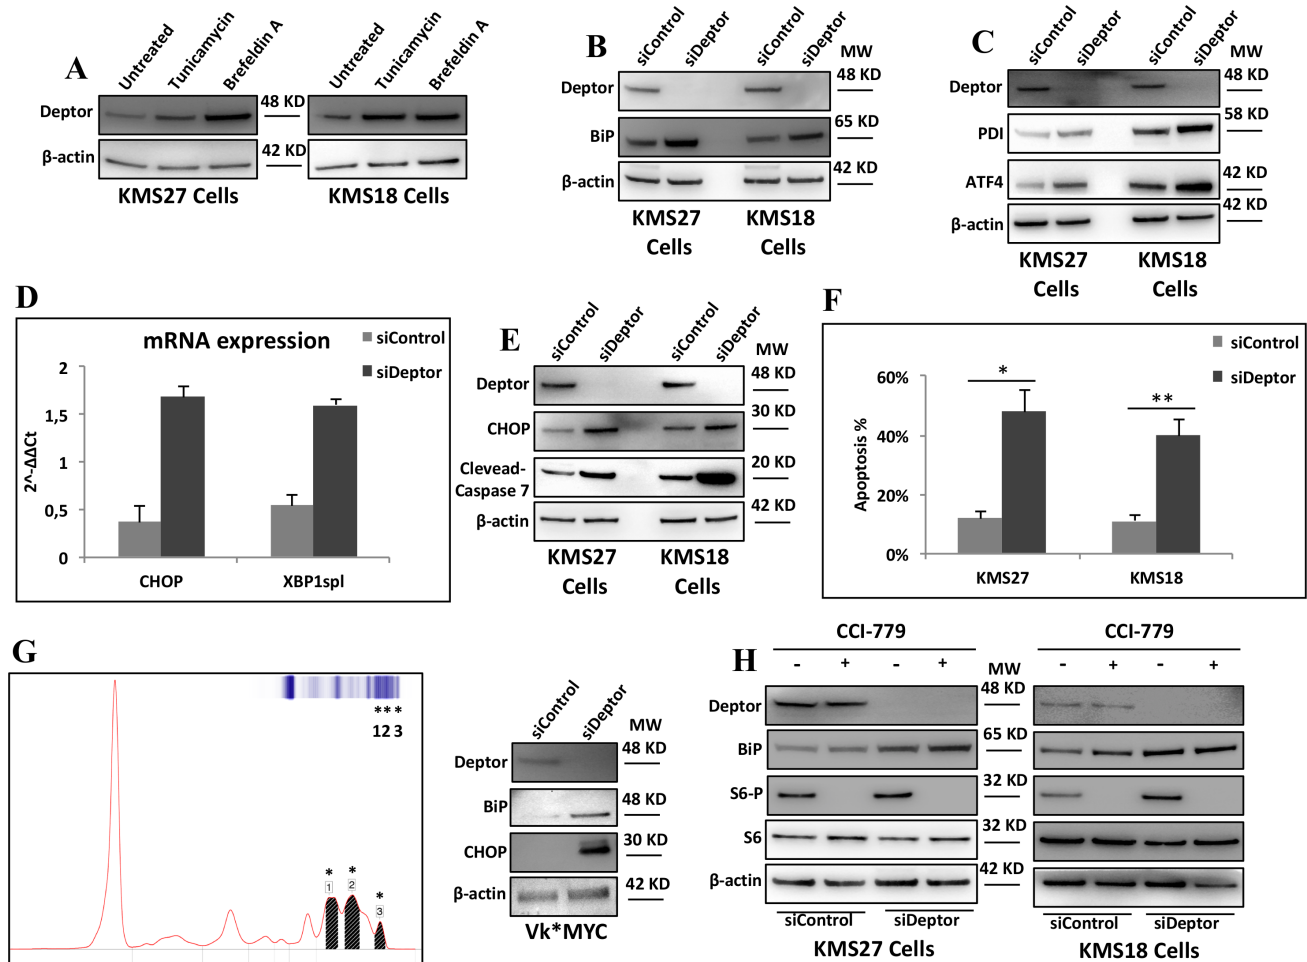 A
Untreated
Tunicamycin
Brefeldin A
Untreated
Tunicamycin
Brefeldin A
Deptor
48 KD
β-actin
42 KD
KMS27 Cells
KMS18 Cells
B
siControl
siDeptor
siControl
siDeptor
MW
Deptor
48 KD
BiP
65 KD
β-actin
42 KD
KMS27
Cells
KMS18
Cells
C
siControl
siDeptor
siControl
siDeptor
MW
Deptor
48 KD
PDI
58 KD
ATF4
42 KD
β-actin
42 KD
KMS27
Cells
KMS18
Cells
D
mRNA expression
siControl
siDeptor
2^-ΔΔCt
2
1,5
1
0,5
0
CHOP
XBP1spl
E
siControl
siDeptor
siControl
siDeptor
MW
Deptor
48 KD
CHOP
30 KD
Clevead-
Caspase 7
20 KD
β-actin
42 KD
KMS27
Cells
KMS18
Cells
F
siControl
siDeptor
Apoptosis %
60%
40%
20%
0%
*
**
KMS27
KMS18
G
***
12 3
*
*
*
1
2
3
siControl
siDeptor
MW
Deptor
48 KD
BiP
48 KD
CHOP
30 KD
β-actin
42 KD
Vk*MYC
H
CCI-779
CCI-779
- + - +
MW
- + - +
Deptor
48 KD
BiP
65 KD
S6-P
32 KD
S6
32 KD
β-actin
42 KD
siControl
siDeptor
siControl
siDeptor
KMS27 Cells
KMS18 Cells